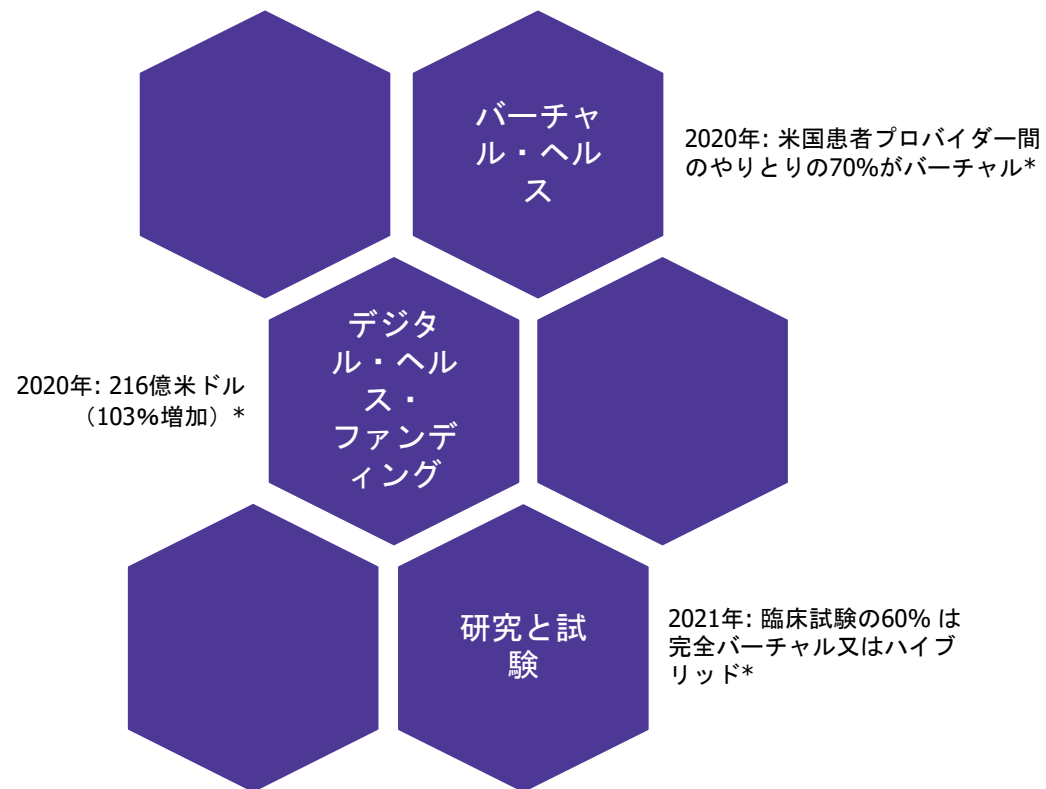 バーチャ
ル・ヘル
ス
2020年: 米国患者プロバイダー間
のやりとりの70%がバーチャル*
デジタ
ル・ヘル
ス・
ファンデ
ィング
2020年: 216億米ドル
（103%増加）*
研究と試
験
2021年: 臨床試験の60% は
完全バーチャル又はハイブ
リッド*